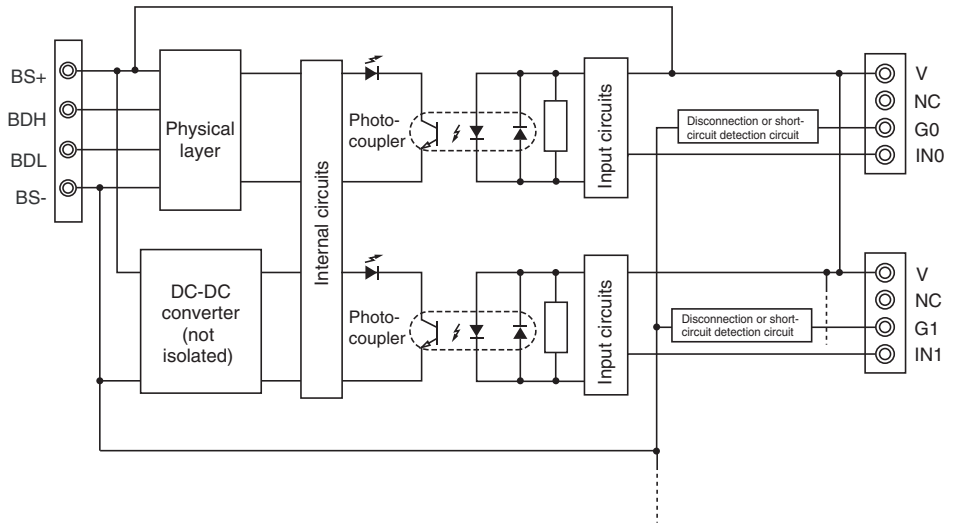 BS+
BDH
BDL
BS-
Physical
layer
DC-DC
converter
(not
isolated)
Internal circuits
Photo-
coupler
Input circuits
Disconnection or short-
circuit detection circuit
V
NC
G0
IN0
Photo-
coupler
Input circuits
Disconnection or short-
circuit detection circuit
V
NC
G1
IN1